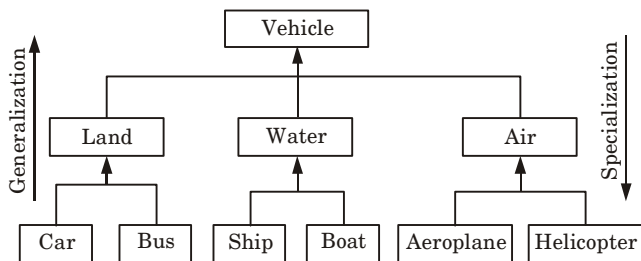 Vehicle
Generalization
Specialization
Land
Water
Air
Car
Bus
Ship
Boat
Aeroplane
Helicopter